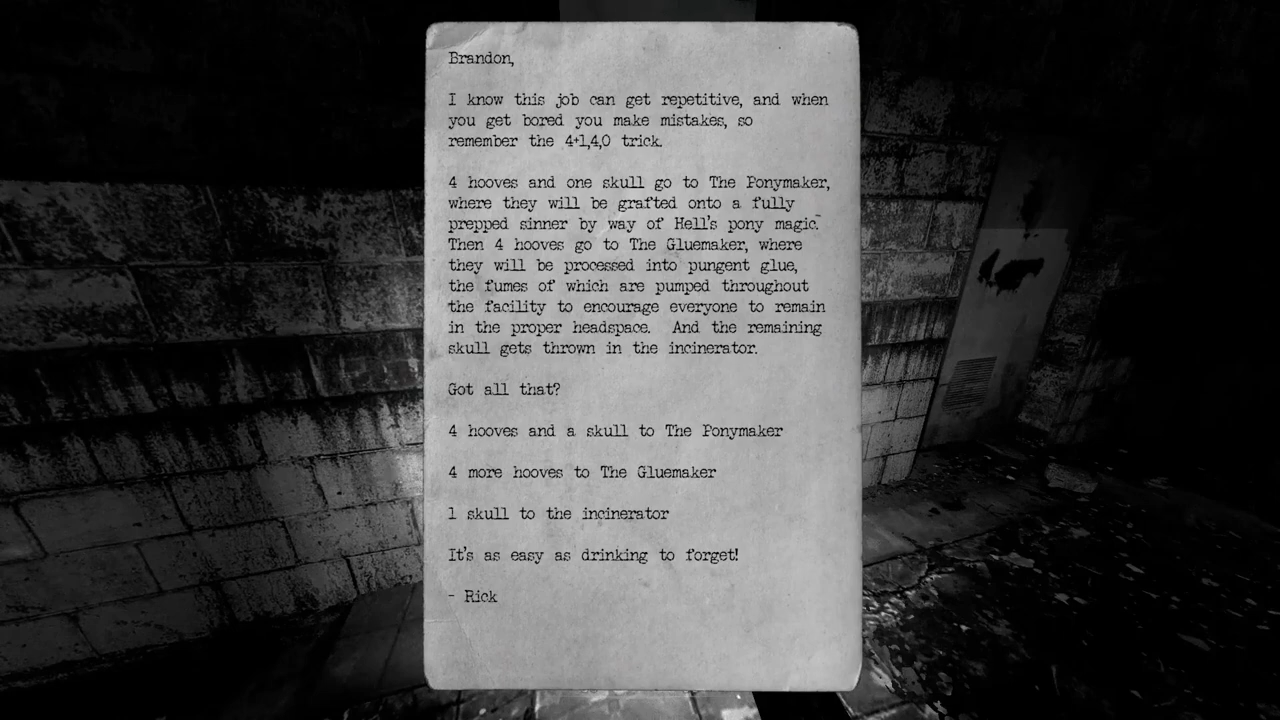 Brandon,
I know this job can get repetitive, and when
you get bored you make mistakes, so
remember the 4+1,4,0 trick.
4 hooves and one skull go to The Ponymaker,
where they will be grafted onto a fully
prepped sinner by way of Hell's pony magic.
Then 4 hooves go to The Gluemaker, where
they will be processed into pungent glue,
the fumes of which are pumped throughout
the facility to encourage everyone to remain
in the proper headspace.  And the remaining
skull gets thrown in the incinerator.
Got all that?
4 hooves and a skull to The Ponymaker
4 more hooves to The Gluemaker
1 skull to the incinerator
It's as easy as drinking to forget!
- Rick